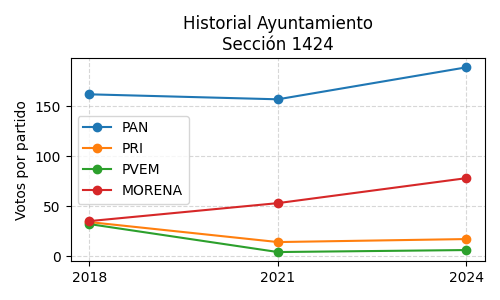 Historial Ayuntamiento
Sección 1424
Votos por partido
150
100
50
0
PAN
PRI
PVEM
MORENA
2018
2021
2024